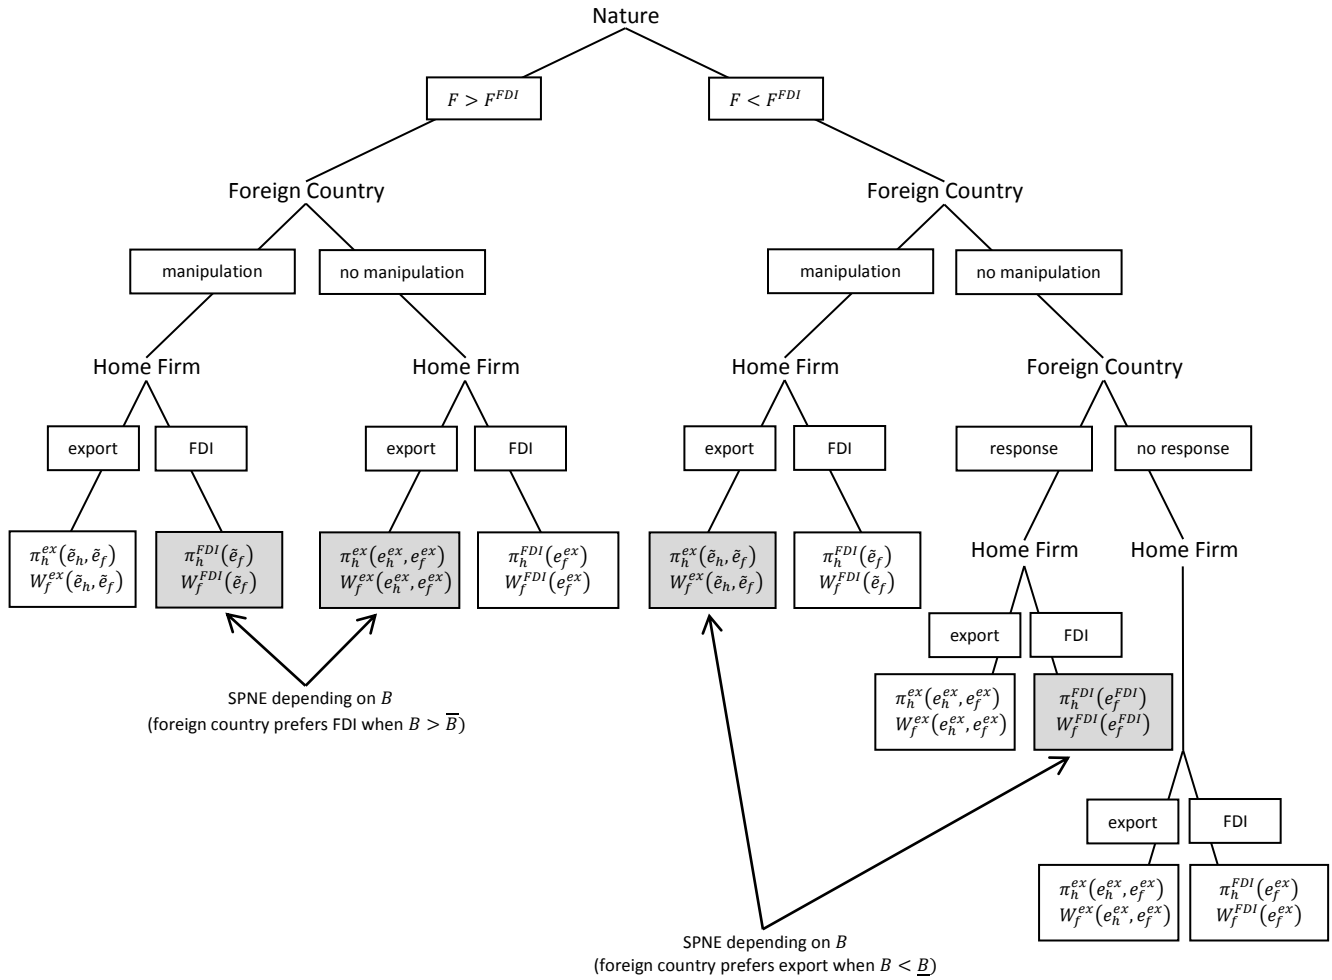 Nature
F > F^{FDI}
F < F^{FDI}
Foreign Country
Foreign Country
manipulation
no manipulation
manipulation
no manipulation
Home Firm
Home Firm
Home Firm
Foreign Country
export
FDI
export
FDI
export
FDI
response
no response
π_h^{ex}(ẽ_h, ẽ_f)
W_f^{ex}(ẽ_h, ẽ_f)
π_h^{FDI}(ẽ_f)
W_f^{FDI}(ẽ_f)
π_h^{ex}(e_h^{ex}, e_f^{ex})
W_f^{ex}(e_h^{ex}, e_f^{ex})
π_h^{FDI}(e_f^{ex})
W_f^{FDI}(e_f^{ex})
π_h^{ex}(ẽ_h, ẽ_f)
W_f^{ex}(ẽ_h, ẽ_f)
π_h^{FDI}(ẽ_f)
W_f^{FDI}(ẽ_f)
Home Firm
Home Firm
export
FDI
π_h^{ex}(e_h^{ex}, e_f^{ex})
W_f^{ex}(e_h^{ex}, e_f^{ex})
π_h^{FDI}(e_f^{FDI})
W_f^{FDI}(e_f^{FDI})
SPNE depending on B
(foreign country prefers FDI when B > B̅)
export
FDI
π_h^{ex}(e_h^{ex}, e_f^{ex})
W_f^{ex}(e_h^{ex}, e_f^{ex})
π_h^{FDI}(e_f^{ex})
W_f^{FDI}(e_f^{ex})
SPNE depending on B
(foreign country prefers export when B < B̲)